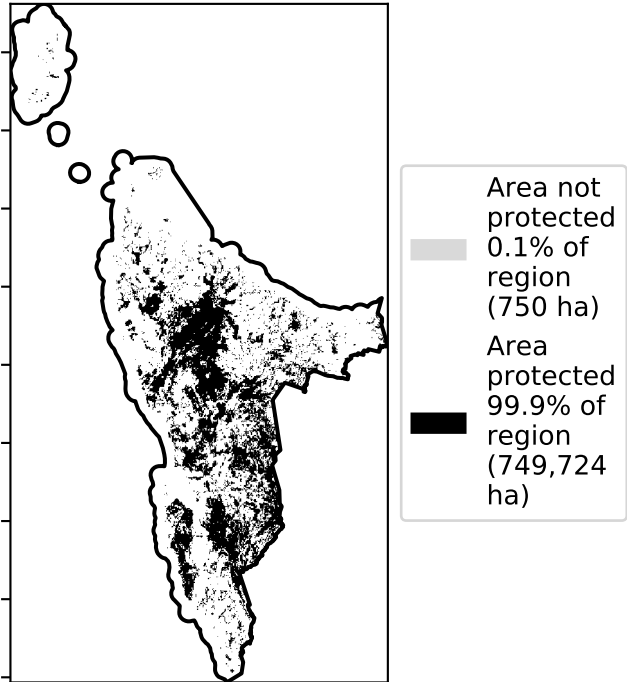 Area not
protected
0.1% of
region
(750 ha)
Area
protected
99.9% of
region
(749,724
ha)